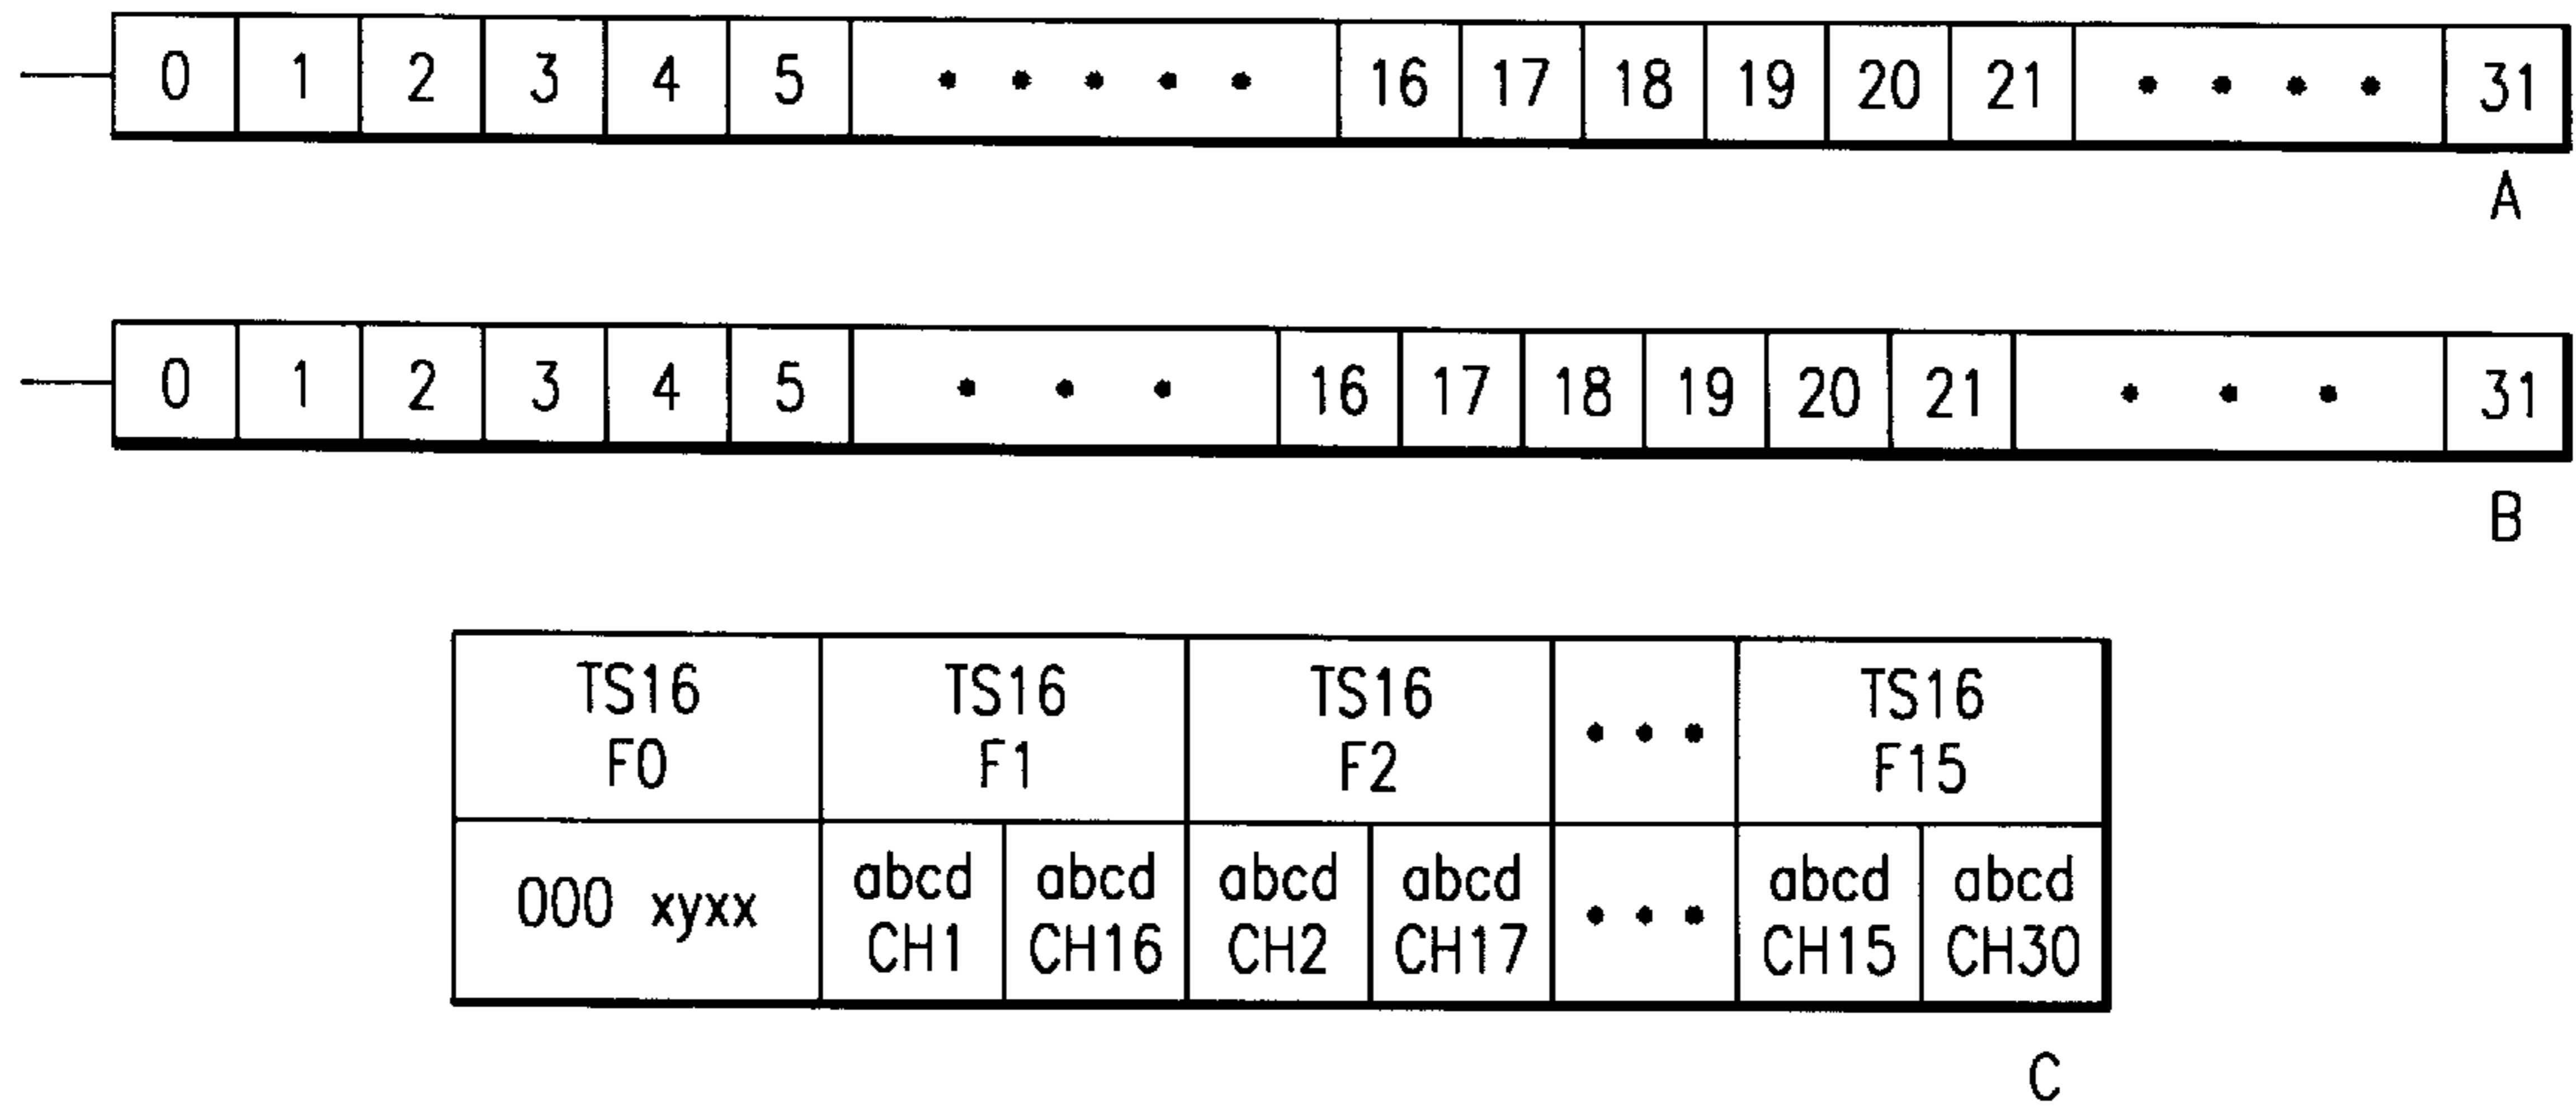 0 1 2 3 4 5 • • • • • 16 17 18 19 20 21 • • • • 31
A
0 1 2 3 4 5 • • • 16 17 18 19 20 21 • • • 31
B
TS16 TS16 TS16 • • • TS16
F0 F1 F2 F15
000 xyxx abcd abcd abcd abcd • • • abcd abcd
CH1 CH16 CH2 CH17 CH15 CH30
C